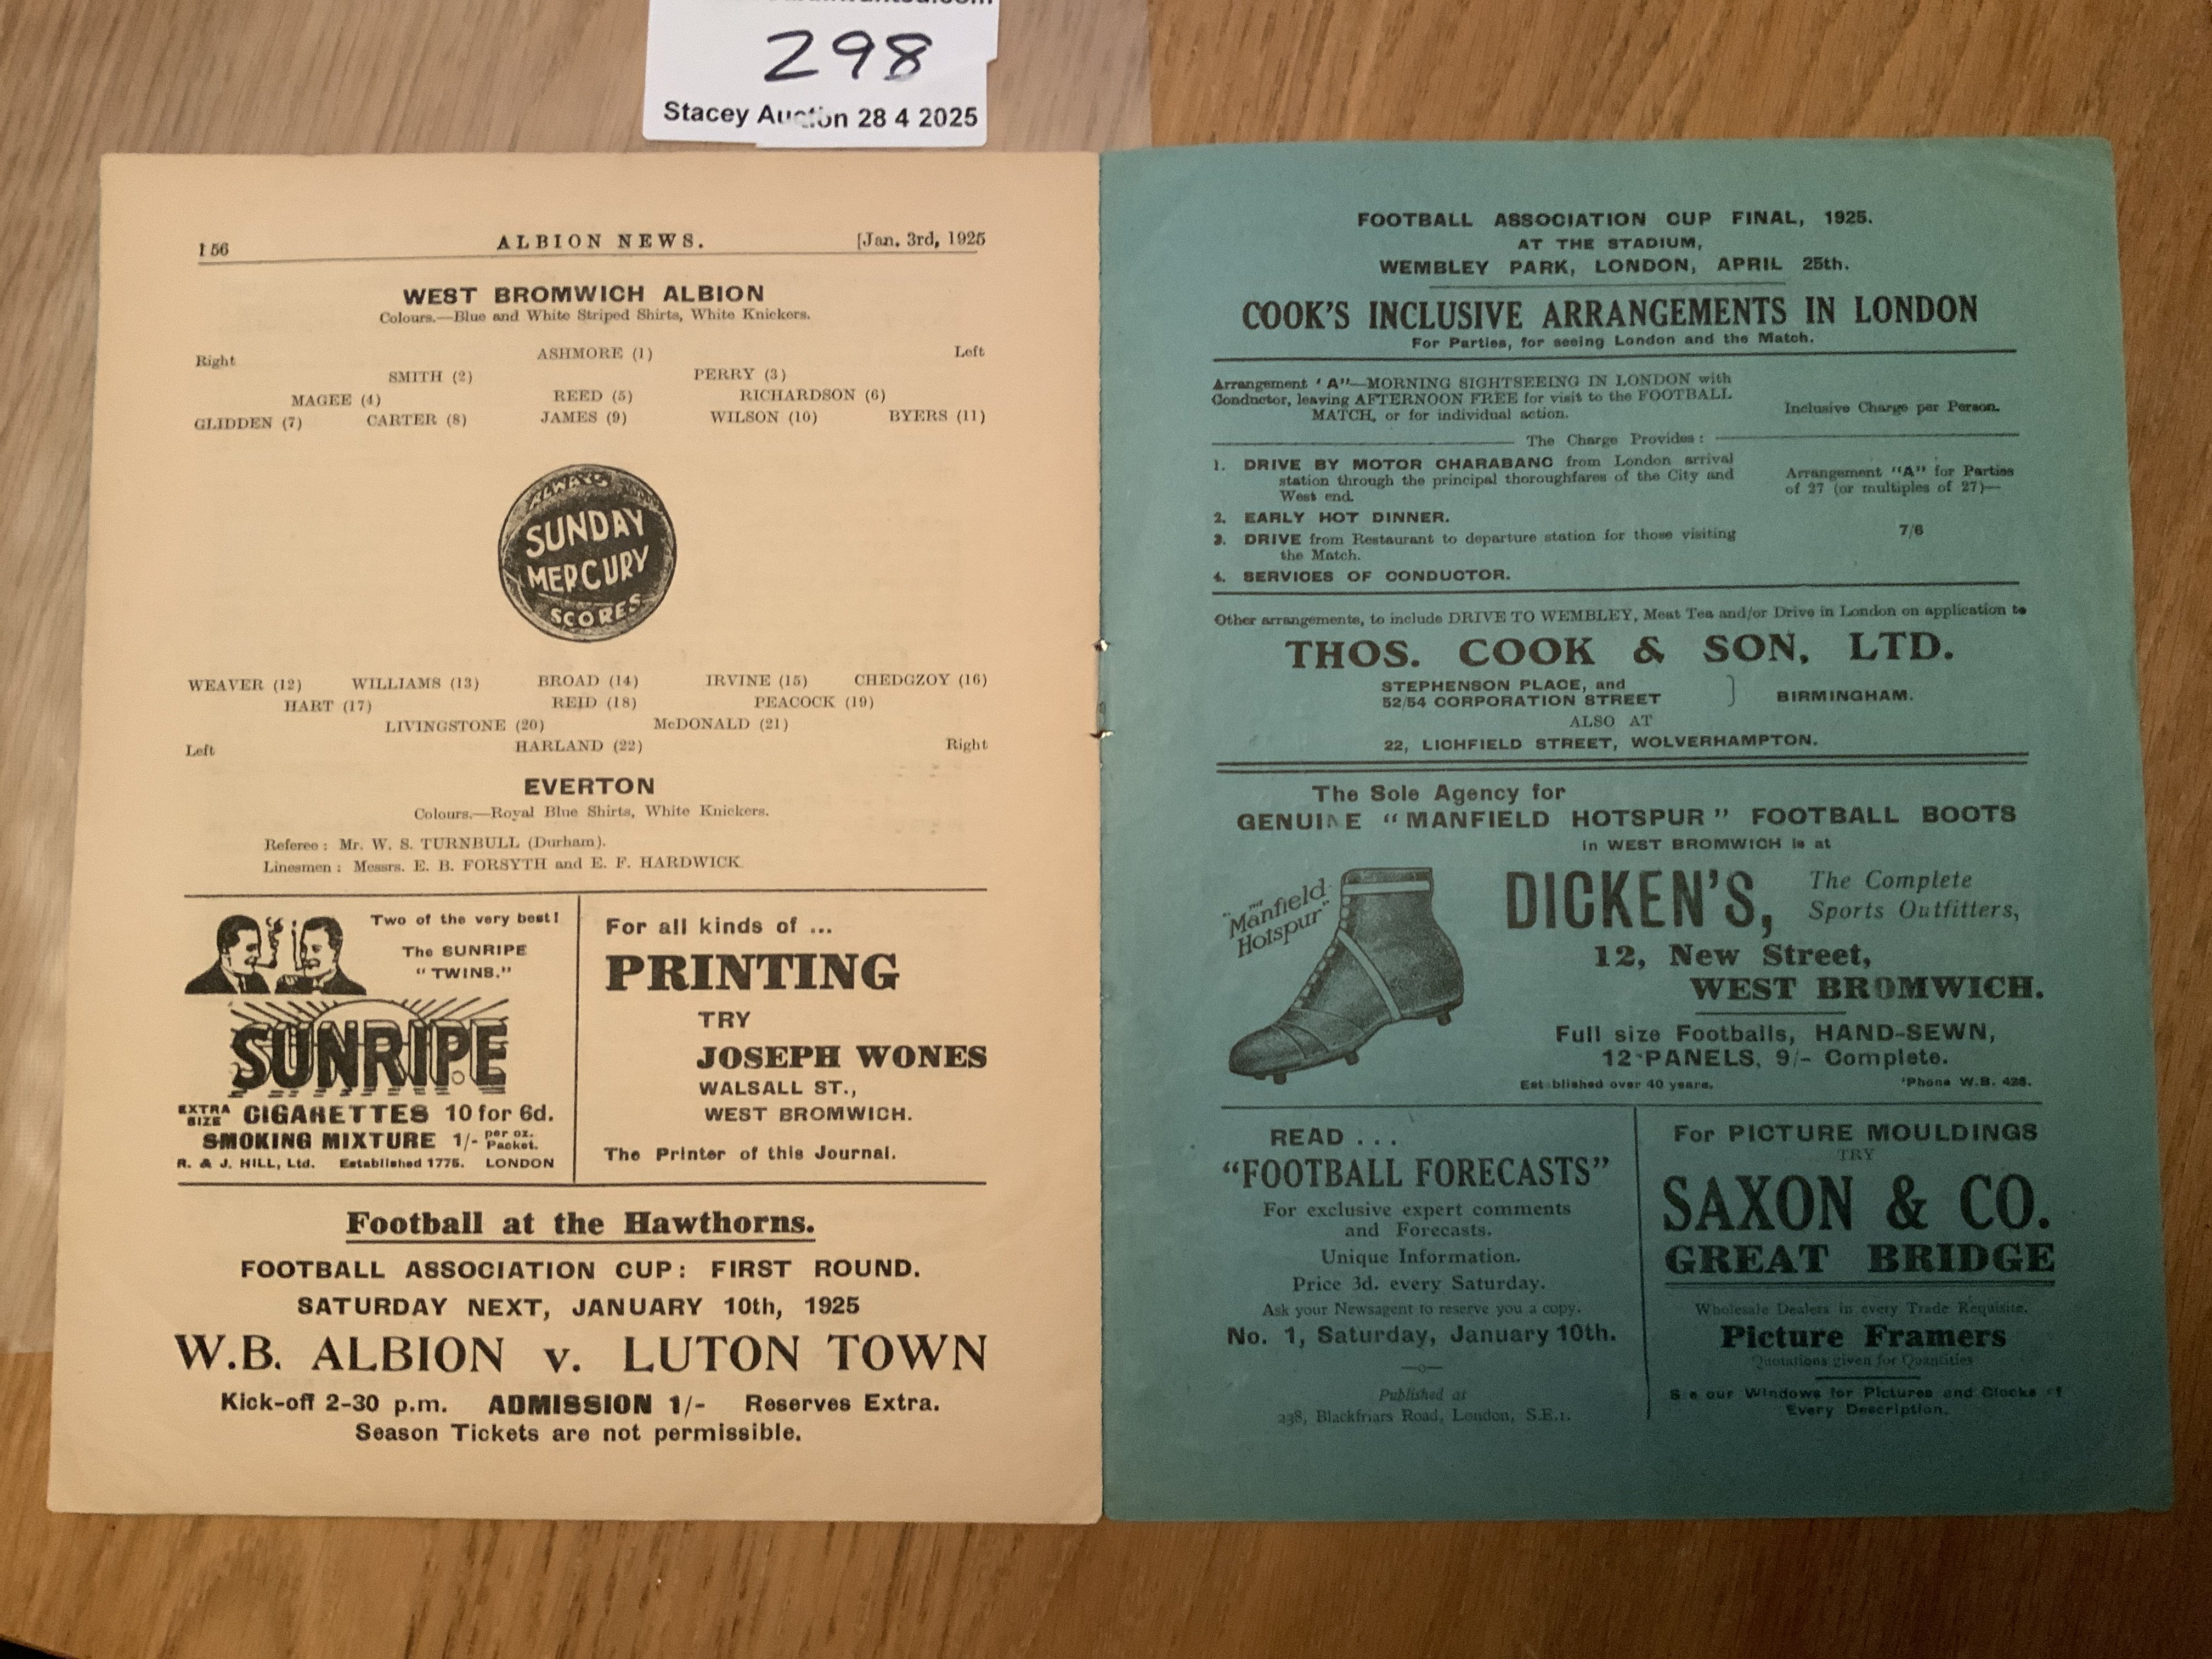 298
Stacey Auction 28 4 2025
156 ALBION NEWS. [Jan. 3rd, 1925
WEST BROMWICH ALBION
Colours.—Blue and White Striped Shirts, White Knickers.
Right ASHMORE (1) Left
SMITH (2) PERRY (3)
MAGEE (4) REED (5) RICHARDSON (6)
GLIDDEN (7) CARTER (8) JAMES (9) WILSON (10) BYERS (11)
ALWAYS
SUNDAY
MERCURY
SCORES
WEAVER (12) WILLIAMS (13) BROAD (14) IRVINE (15) CHEDGZOY (16)
HART (17) REID (18) PEACOCK (19)
LIVINGSTONE (20) McDONALD (21)
Left HARLAND (22) Right
EVERTON
Colours.—Royal Blue Shirts, White Knickers.
Referee : Mr. W. S. TURNBULL (Durham).
Linesmen : Messrs. E. B. FORSYTH and E. F. HARDWICK
Two of the very best!
The SUNRIPE
"TWINS."
SUNRIPE
EXTRA SIZE CIGARETTES 10 for 6d.
SMOKING MIXTURE 1/- per oz. Packet.
R. & J. HILL, Ltd. Established 1775. LONDON
For all kinds of ...
PRINTING
TRY
JOSEPH WONES
WALSALL ST.,
WEST BROMWICH.
The Printer of this Journal.
Football at the Hawthorns.
FOOTBALL ASSOCIATION CUP: FIRST ROUND.
SATURDAY NEXT, JANUARY 10th, 1925
W.B. ALBION v. LUTON TOWN
Kick-off 2-30 p.m. ADMISSION 1/- Reserves Extra.
Season Tickets are not permissible.
FOOTBALL ASSOCIATION CUP FINAL, 1925.
AT THE STADIUM,
WEMBLEY PARK, LONDON, APRIL 25th.
COOK'S INCLUSIVE ARRANGEMENTS IN LONDON
For Parties, for seeing London and the Match.
Arrangement 'A"—MORNING SIGHTSEEING IN LONDON with
Conductor, leaving AFTERNOON FREE for visit to the FOOTBALL
MATCH, or for individual action.
Inclusive Charge per Person.
The Charge Provides :
1. DRIVE BY MOTOR CHARABANC from London arrival
station through the principal thoroughfares of the City and
West end.
2. EARLY HOT DINNER.
3. DRIVE from Restaurant to departure station for those visiting
the Match.
4. SERVICES OF CONDUCTOR.
Arrangement "A" for Parties
of 27 (or multiples of 27)—
7/6
Other arrangements, to include DRIVE TO WEMBLEY, Meat Tea and/or Drive in London on application to
THOS. COOK & SON, LTD.
STEPHENSON PLACE, and
52/54 CORPORATION STREET } BIRMINGHAM.
ALSO AT
22, LICHFIELD STREET, WOLVERHAMPTON.
The Sole Agency for
GENUINE "MANFIELD HOTSPUR" FOOTBALL BOOTS
in WEST BROMWICH is at
The "Manfield Hotspur"
DICKEN'S, The Complete
Sports Outfitters,
12, New Street,
WEST BROMWICH.
Full size Footballs, HAND-SEWN,
12 PANELS, 9/- Complete.
Established over 40 years. 'Phone W.B. 428.
READ ...
"FOOTBALL FORECASTS"
For exclusive expert comments
and Forecasts.
Unique Information.
Price 3d. every Saturday.
Ask your Newsagent to reserve you a copy.
No. 1, Saturday, January 10th.
Published at
238, Blackfriars Road, London, S.E.1.
For PICTURE MOULDINGS
TRY
SAXON & CO.
GREAT BRIDGE
Wholesale Dealers in every Trade Requisite.
Picture Framers
Quotations given for Quantities
See our Windows for Pictures and Clocks of
Every Description.